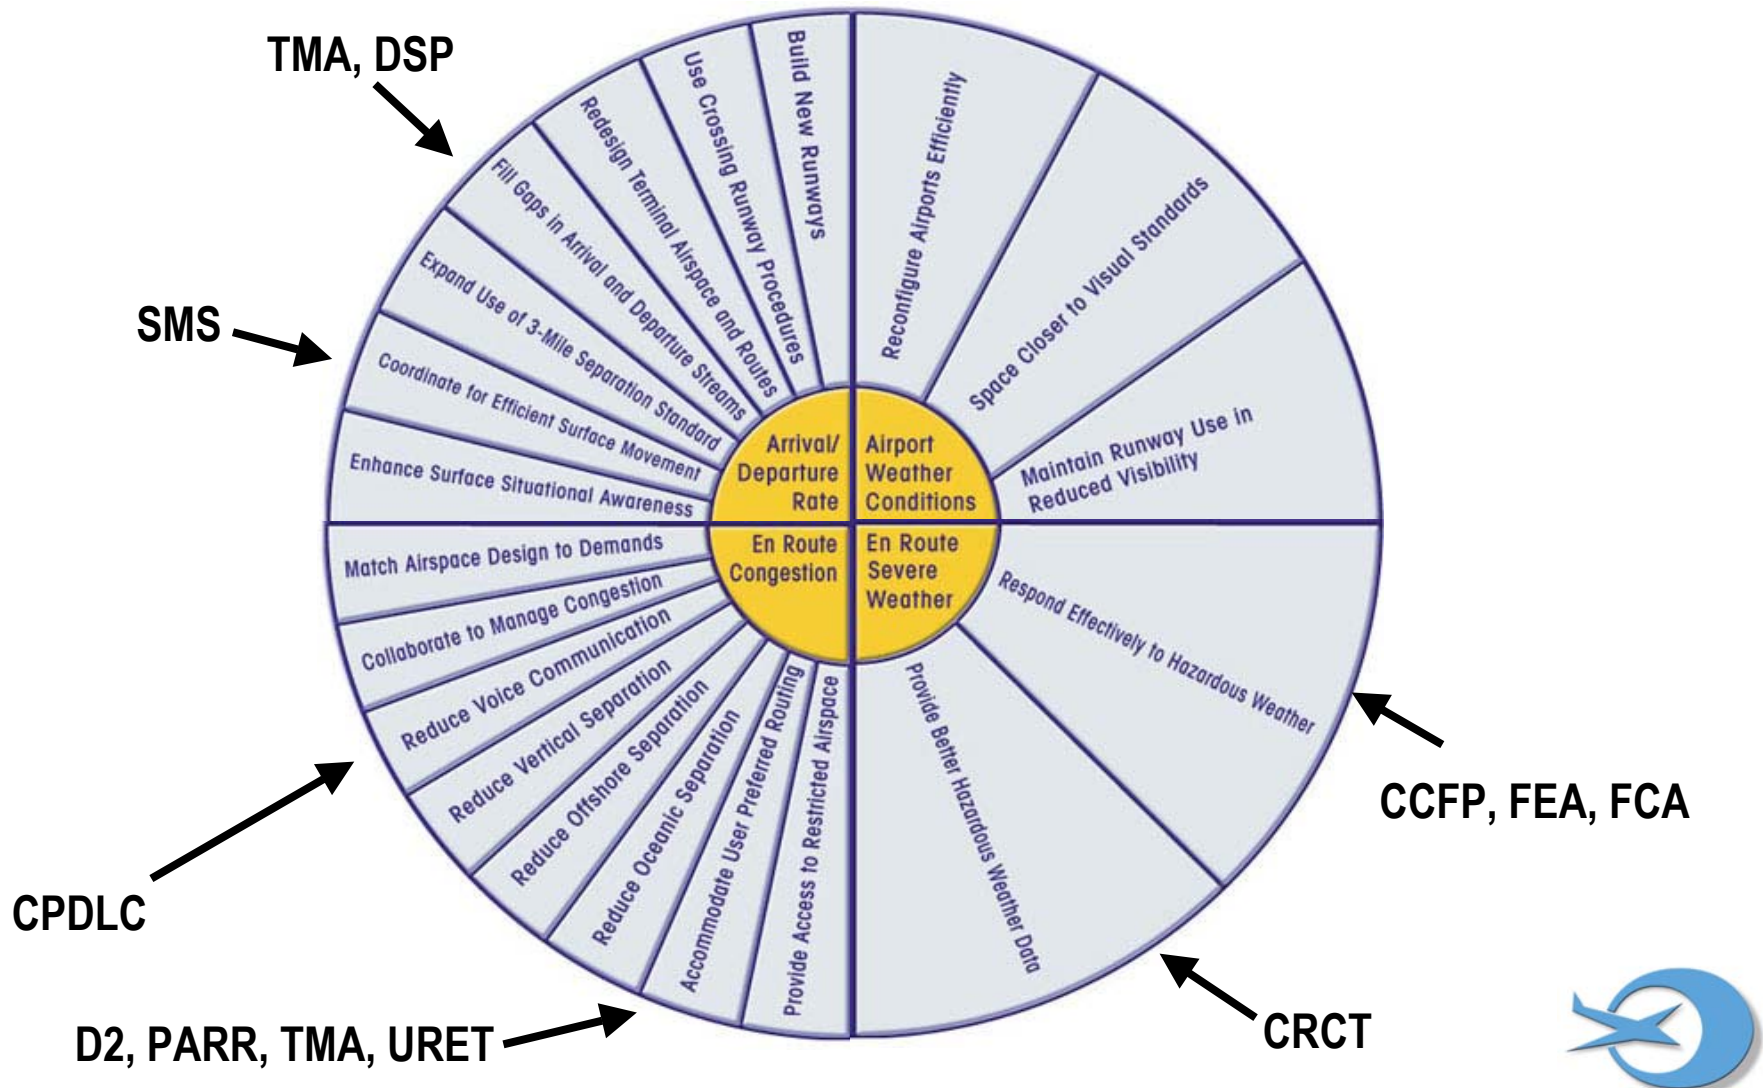 TMA, DSP
SMS
CPDLC
D2, PARR, TMA, URET
CCFP, FEA, FCA
CRCT
Arrival/
Departure
Rate
Enhance Surface Situational Awareness
Coordinate for Efficient Surface Movement
Expand Use of 3-Mile Separation Standard
Fill Gaps in Arrival and Departure Streams
Redesign Terminal Airspace and Routes
Use Crossing Runway Procedures
Build New Runways
Airport
Weather
Conditions
Reconfigure Airports Efficiently
Space Closer to Visual Standards
Maintain Runway Use in
Reduced Visibility
En Route
Severe
Weather
Respond Effectively to Hazardous Weather
Provide Better Hazardous Weather Data
En Route
Congestion
Match Airspace Design to Demands
Collaborate to Manage Congestion
Reduce Voice Communication
Reduce Vertical Separation
Reduce Offshore Separation
Reduce Oceanic Separation
Accommodate User Preferred Routing
Provide Access to Restricted Airspace